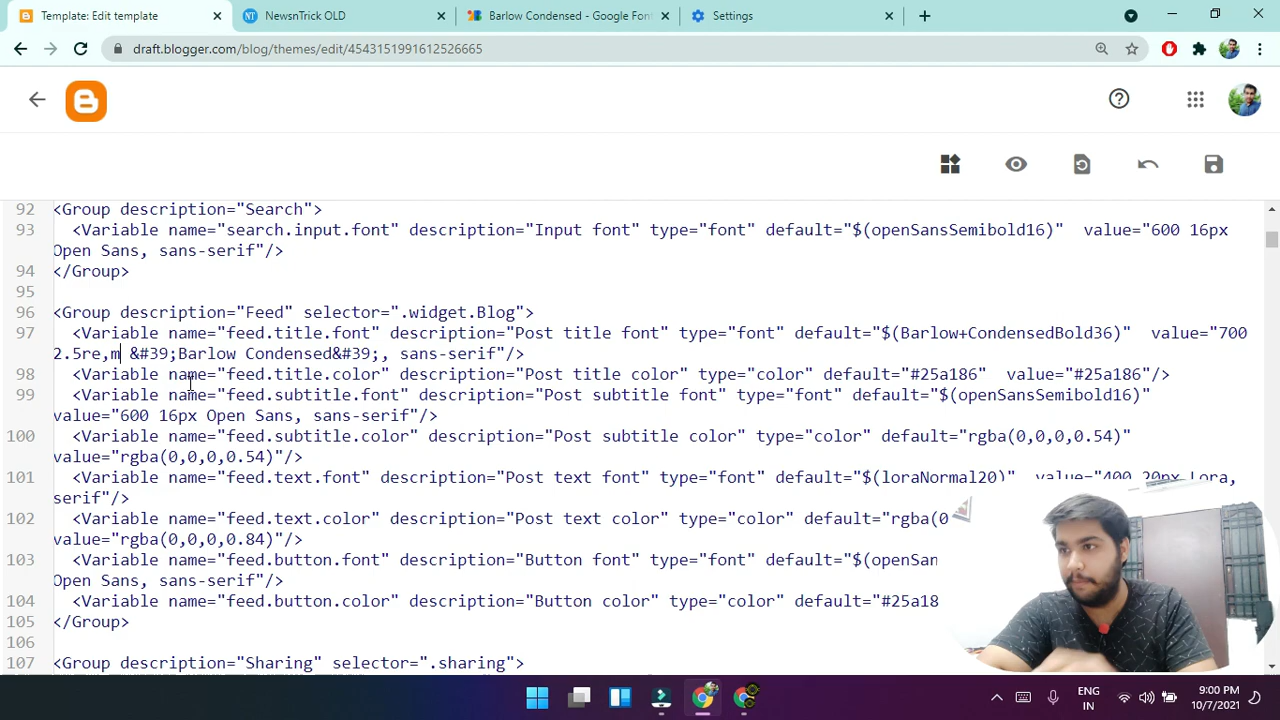 Template: Edit template
NewsnTrick OLD
Barlow Condensed - Google Fon
Settings
draft.blogger.com/blog/themes/edit/4543151991612526665
92 <Group description="Search">
93 <Variable name="search.input.font" description="Input font" type="font" default="$(openSansSemibold16)" value="600 16px
Open Sans, sans-serif"/>
94 </Group>
95
96 <Group description="Feed" selector=".widget.Blog">
97 <Variable name="feed.title.font" description="Post title font" type="font" default="$(Barlow+CondensedBold36)" value="700
2.5re,m &#39;Barlow Condensed&#39;, sans-serif"/>
98 <Variable name="feed.title.color" description="Post title color" type="color" default="#25a186" value="#25a186"/>
99 <Variable name="feed.subtitle.font" description="Post subtitle font" type="font" default="$(openSansSemibold16)"
value="600 16px Open Sans, sans-serif"/>
100 <Variable name="feed.subtitle.color" description="Post subtitle color" type="color" default="rgba(0,0,0,0.54)"
value="rgba(0,0,0,0.54)"/>
101 <Variable name="feed.text.font" description="Post text font" type="font" default="$(loraNormal20)" value="400 20px Lora,
serif"/>
102 <Variable name="feed.text.color" description="Post text color" type="color" default="rgba(0
value="rgba(0,0,0,0.84)"/>
103 <Variable name="feed.button.font" description="Button font" type="font" default="$(openSan
Open Sans, sans-serif"/>
104 <Variable name="feed.button.color" description="Button color" type="color" default="#25a18
105 </Group>
106
107 <Group description="Sharing" selector=".sharing">
ENG
IN
9:00 PM
10/7/2021